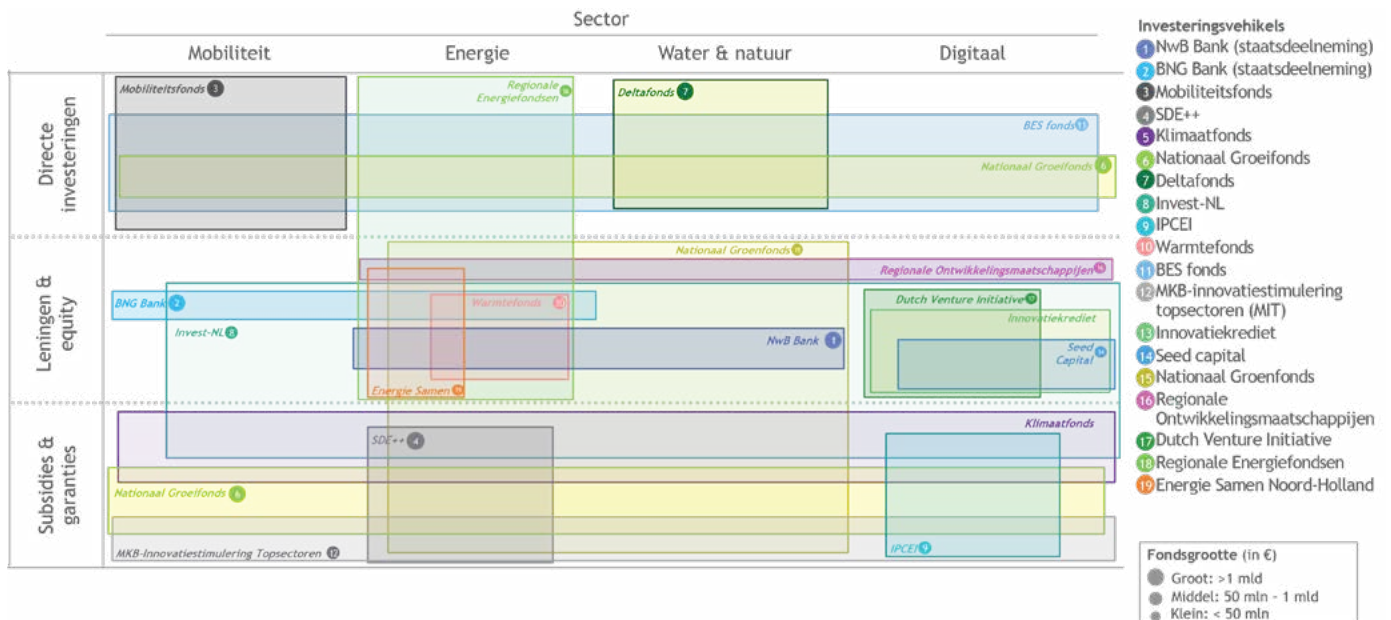 Sector
Mobiliteit
Energie
Water & natuur
Digitaal
Directe
investeringen
Mobiliteitsfonds 3
Regionale
Energiefondsen 18
Deltafonds 7
BES fonds 11
Nationaal Groeifonds 6
Leningen &
equity
Nationaal Groenfonds 15
Regionale Ontwikkelingsmaatschappijen 16
BNG Bank 2
Warmtefonds 10
Dutch Venture Initiative 17
Innovatiekrediet
Invest-NL 8
NwB Bank 1
Seed
Capital 14
Energie Samen 19
Subsidies &
garanties
Klimaatfonds
SDE++ 4
Nationaal Groeifonds 6
MKB-Innovatiestimulering Topsectoren 12
IPCEI 9
Investeringsvehikels
1 NwB Bank (staatsdeelneming)
2 BNG Bank (staatsdeelneming)
3 Mobiliteitsfonds
4 SDE++
5 Klimaatfonds
6 Nationaal Groeifonds
7 Deltafonds
8 Invest-NL
9 IPCEI
10 Warmtefonds
11 BES fonds
12 MKB-innovatiestimulering
topsectoren (MIT)
13 Innovatiekrediet
14 Seed capital
15 Nationaal Groenfonds
16 Regionale
Ontwikkelingsmaatschappijen
17 Dutch Venture Initiative
18 Regionale Energiefondsen
19 Energie Samen Noord-Holland
Fondsgrootte (in €)
Groot: >1 mld
Middel: 50 mln - 1 mld
Klein: < 50 mln